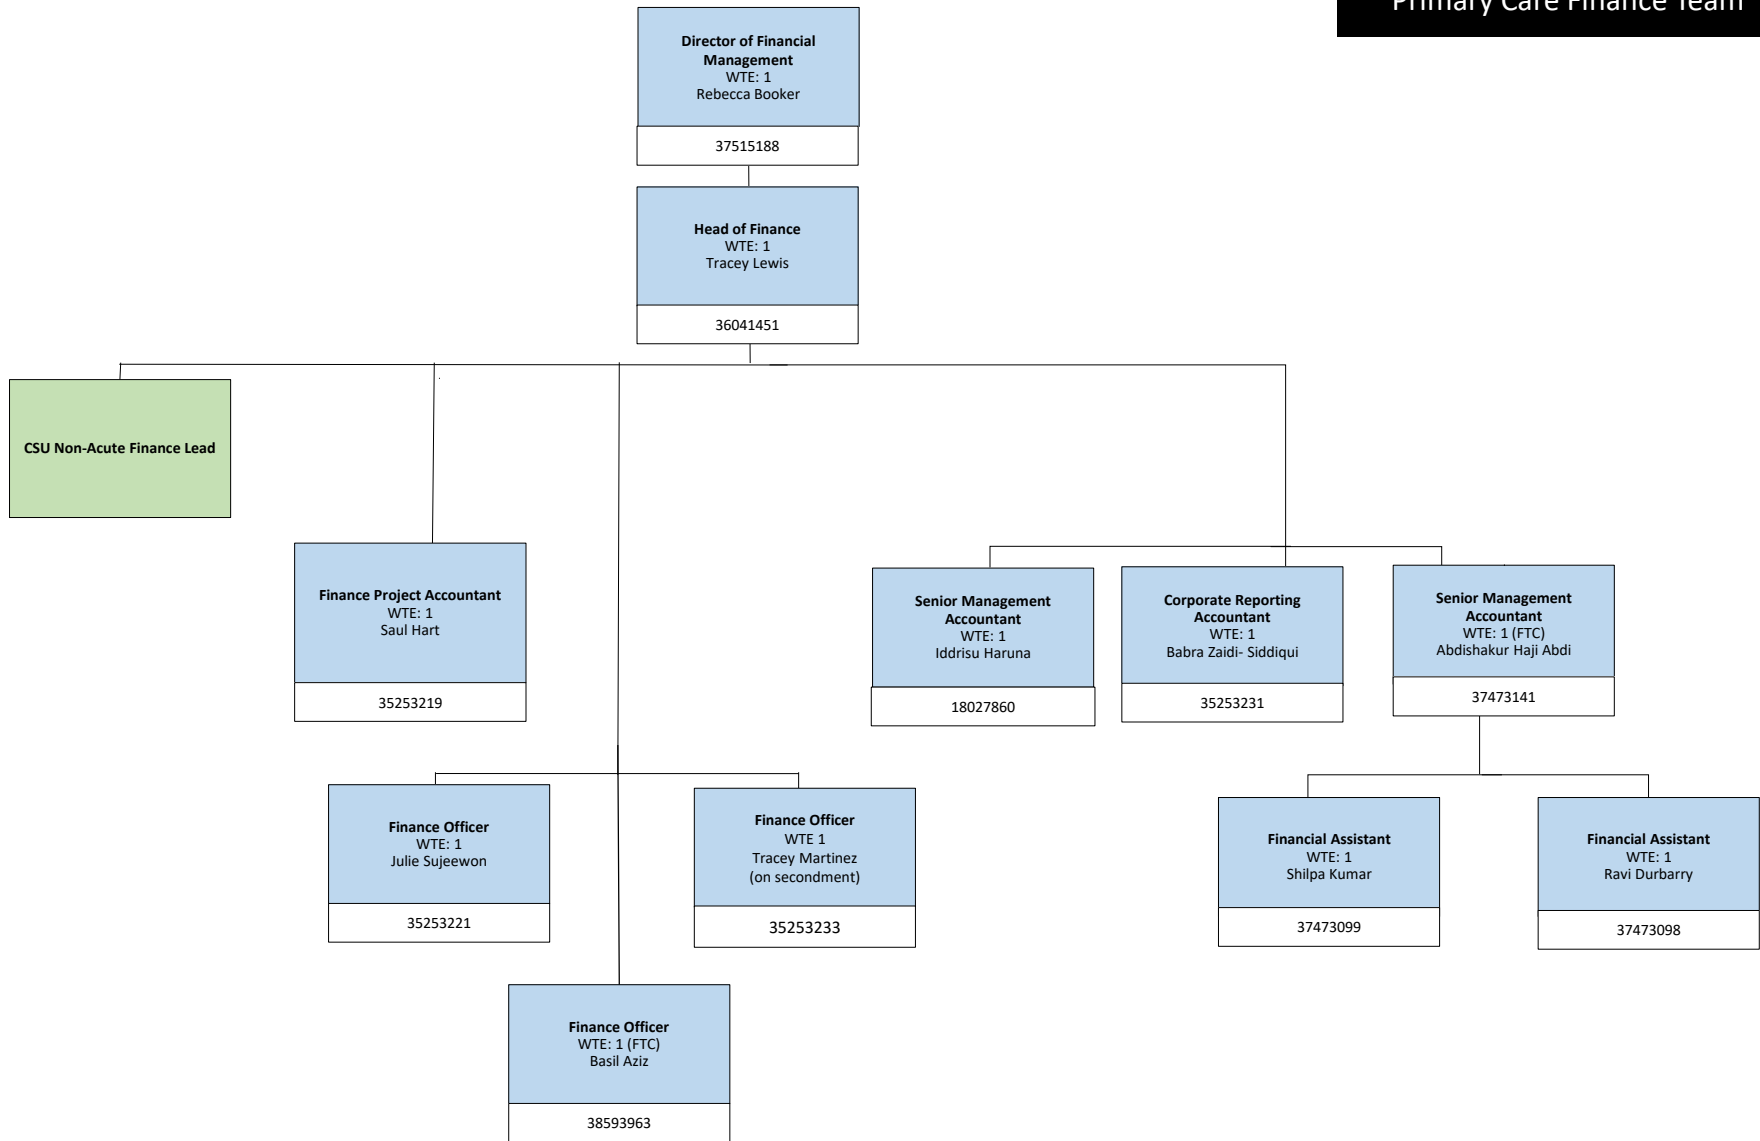 Primary Care Finance Team
Director of Financial
Management
WTE: 1
Rebecca Booker
37515188
Head of Finance
WTE: 1
Tracey Lewis
36041451
CSU Non-Acute Finance Lead
Finance Project Accountant
WTE: 1
Saul Hart
35253219
Senior Management
Accountant
WTE: 1
Iddrisu Haruna
18027860
Corporate Reporting
Accountant
WTE: 1
Babra Zaidi- Siddiqui
35253231
Senior Management
Accountant
WTE: 1 (FTC)
Abdishakur Haji Abdi
37473141
Finance Officer
WTE: 1
Julie Sujeewon
35253221
Finance Officer
WTE 1
Tracey Martinez
(on secondment)
35253233
Financial Assistant
WTE: 1
Shilpa Kumar
37473099
Financial Assistant
WTE: 1
Ravi Durbarry
37473098
Finance Officer
WTE: 1 (FTC)
Basil Aziz
38593963